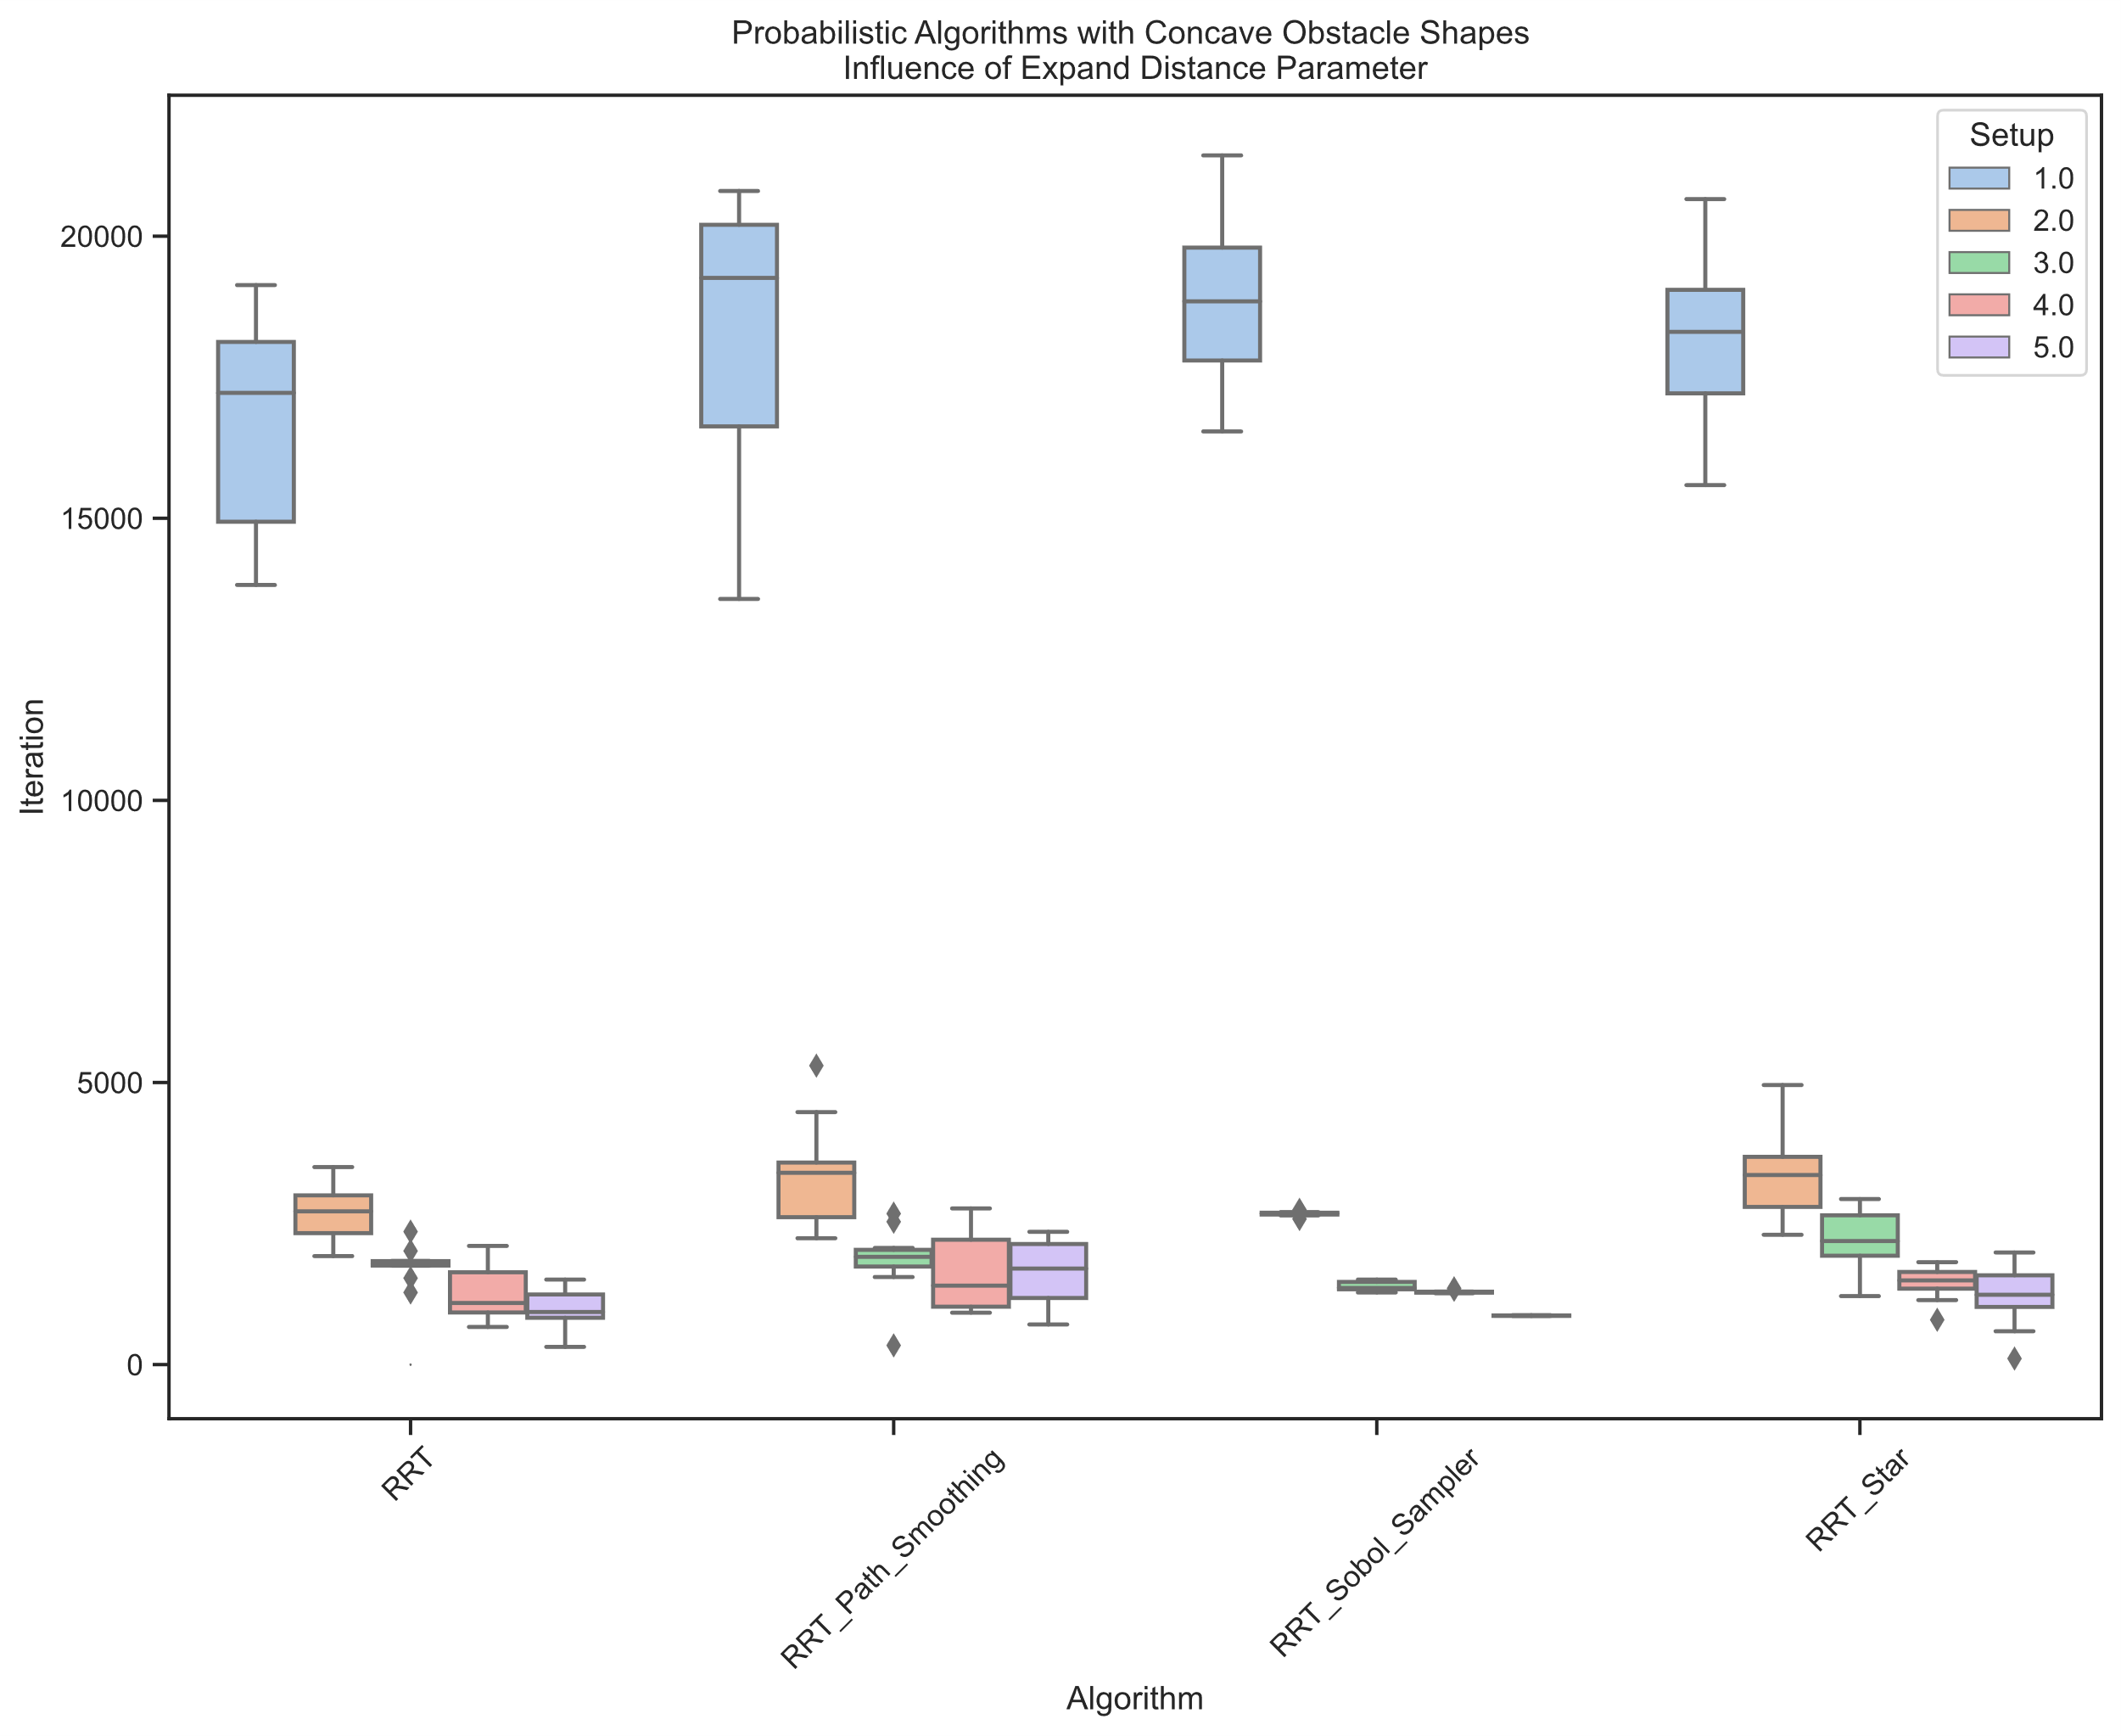 Probabilistic Algorithms with Concave Obstacle Shapes
Influence of Expand Distance Parameter
Setup
1.0
2.0
3.0
4.0
5.0
20000
15000
10000
5000
0
Iteration
RRT
RRT_Path_Smoothing
RRT_Sobol_Sampler
RRT_Star
Algorithm